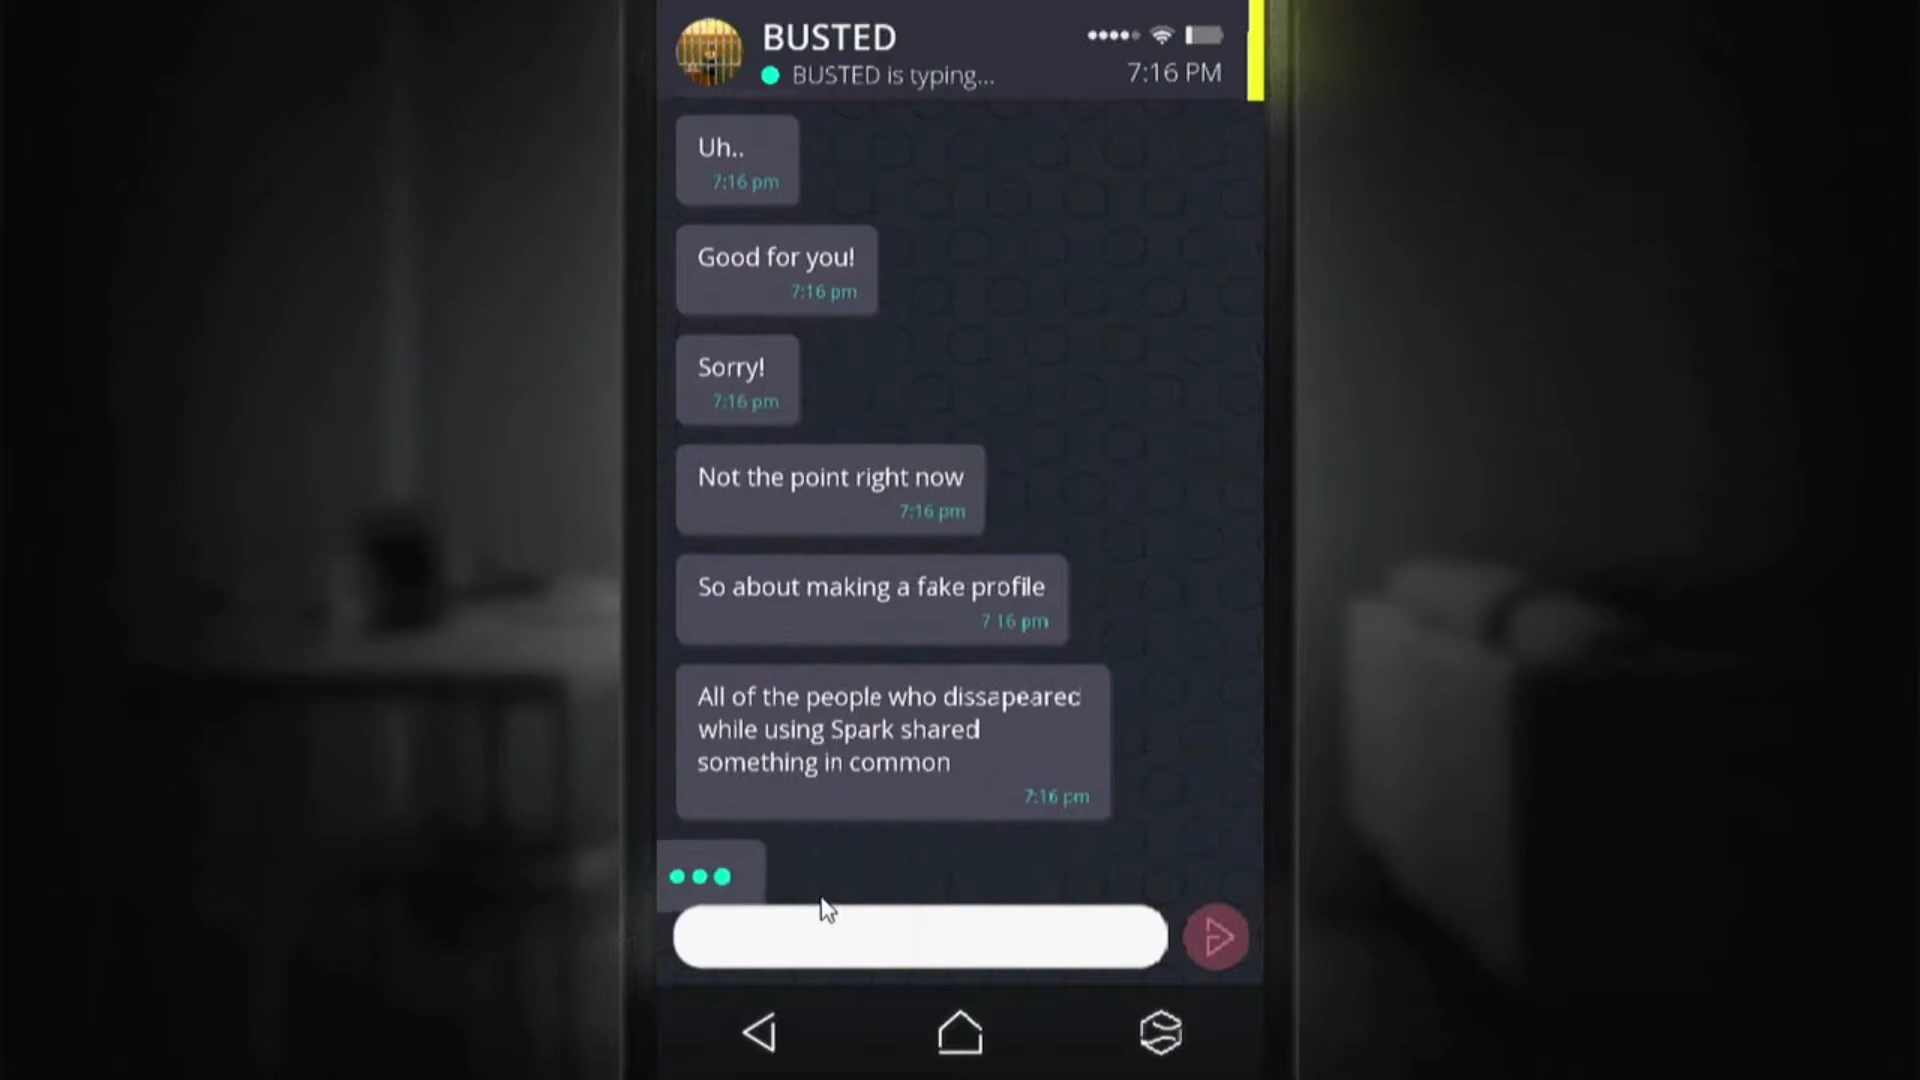 BUSTED
BUSTED is typing...
7:16 PM
Uh..
7:16 pm
Good for you!
7:16 pm
Sorry!
7:16 pm
Not the point right now
7:16 pm
So about making a fake profile
7 16 pm
All of the people who dissapeared
while using Spark shared
something in common
7:16 pm